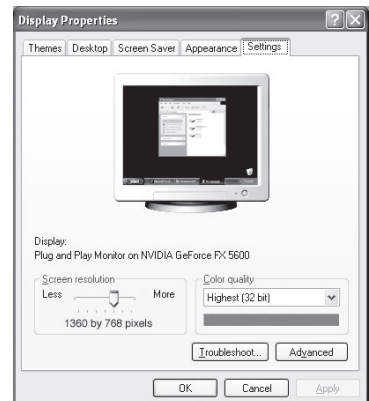 Display Properties
Themes Desktop Screen Saver Appearance Settings
Display:
Plug and Play Monitor on NVIDIA GeForce FX 5600
Screen resolution
Less More
1360 by 768 pixels
Color quality
Highest (32 bit)
Troubleshoot... Advanced
OK Cancel Apply